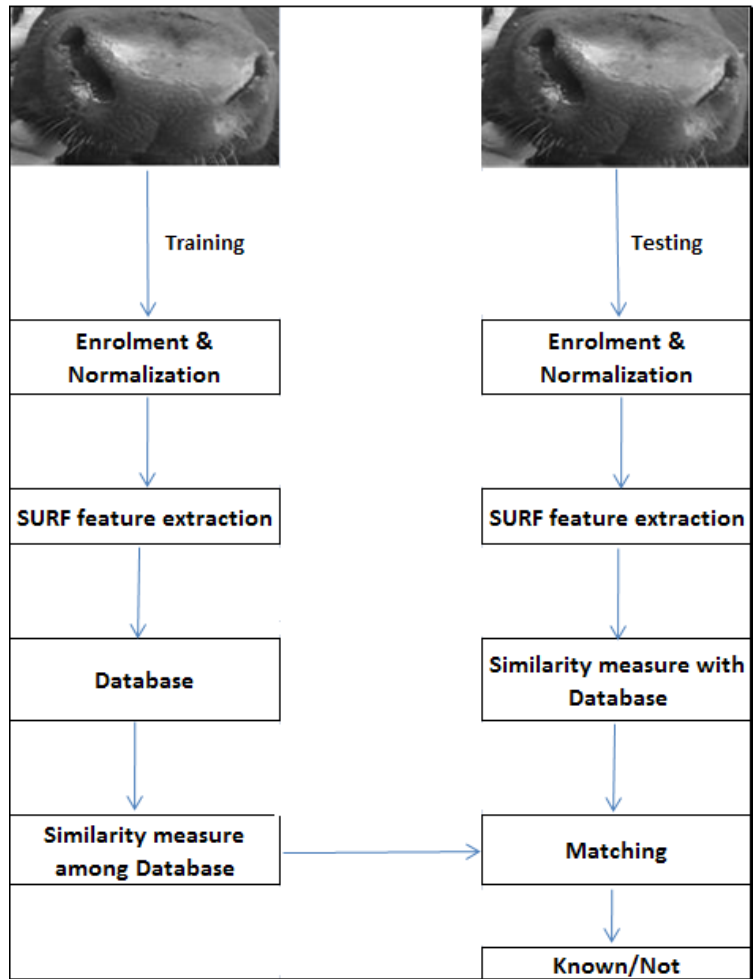 Training
Enrolment &
Normalization
SURF feature extraction
Database
Similarity measure
among Database
Testing
Enrolment &
Normalization
SURF feature extraction
Similarity measure with
Database
Matching
Known/Not